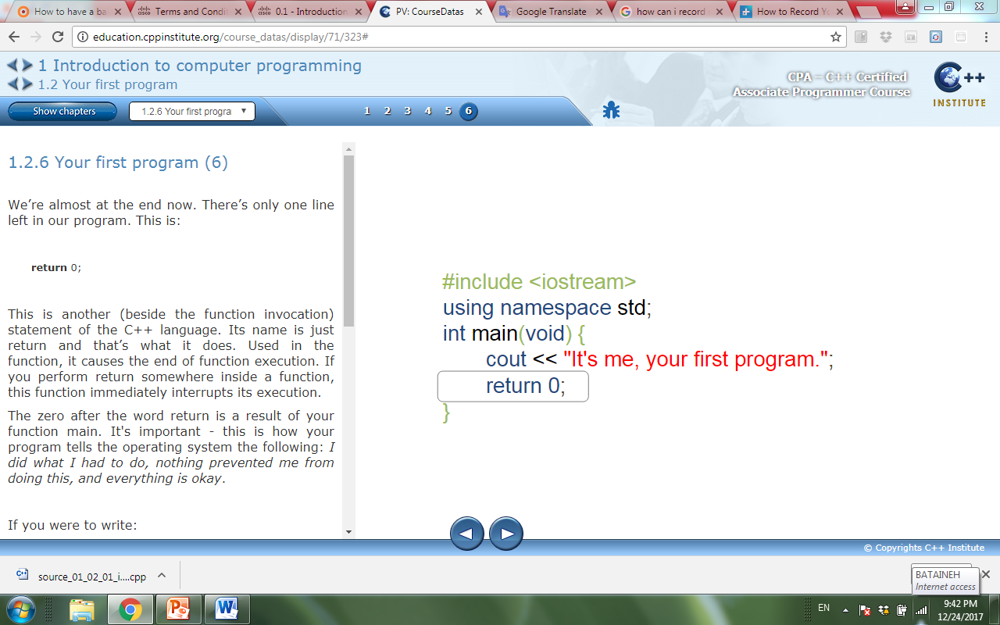 How to have a ba
Terms and Condi
0.1 - Introduction
PV: CourseDatas
Google Translate
how can i record
How to Record Yo
education.cppinstitute.org/course_datas/display/71/323#
1 Introduction to computer programming
1.2 Your first program
CPA – C++ Certified
Associate Programmer Course
C++
INSTITUTE
Show chapters
1.2.6 Your first progra
1 2 3 4 5 6
1.2.6 Your first program (6)
We’re almost at the end now. There’s only one line
left in our program. This is:
return 0;
This is another (beside the function invocation)
statement of the C++ language. Its name is just
return and that’s what it does. Used in the
function, it causes the end of function execution. If
you perform return somewhere inside a function,
this function immediately interrupts its execution.
The zero after the word return is a result of your
function main. It's important - this is how your
program tells the operating system the following: I
did what I had to do, nothing prevented me from
doing this, and everything is okay.
If you were to write:
#include <iostream>
using namespace std;
int main(void) {
cout << "It's me, your first program.";
return 0;
}
© Copyrights C++ Institute
source_01_02_01_i....cpp
BATAINEH
Internet access
EN
9:42 PM
12/24/2017